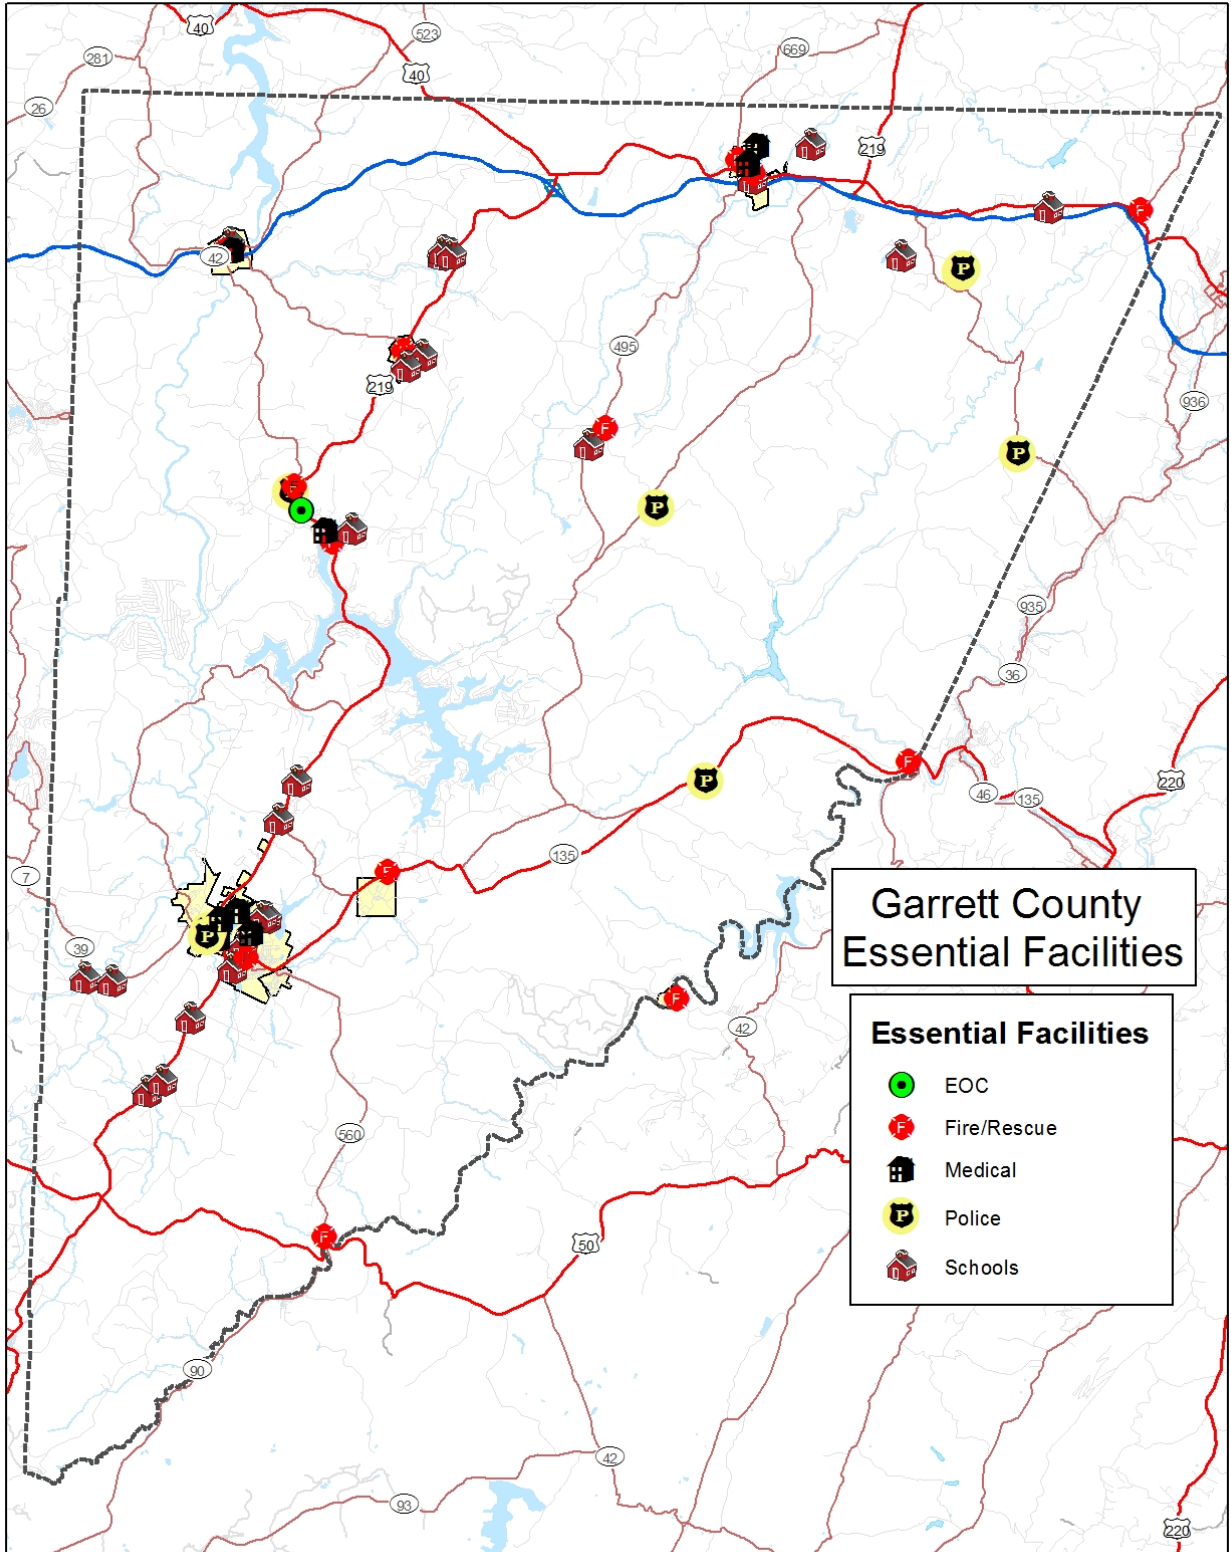 40
523
281
40
669
26
219
42
495
219
936
935
36
46
135
220
135
7
39
Garrett County
Essential Facilities
42
Essential Facilities
EOC
F Fire/Rescue
Medical
P Police
Schools
560
50
90
42
93
220
F
F
P
P
F
P
F
P
F
F
P
F
F
F